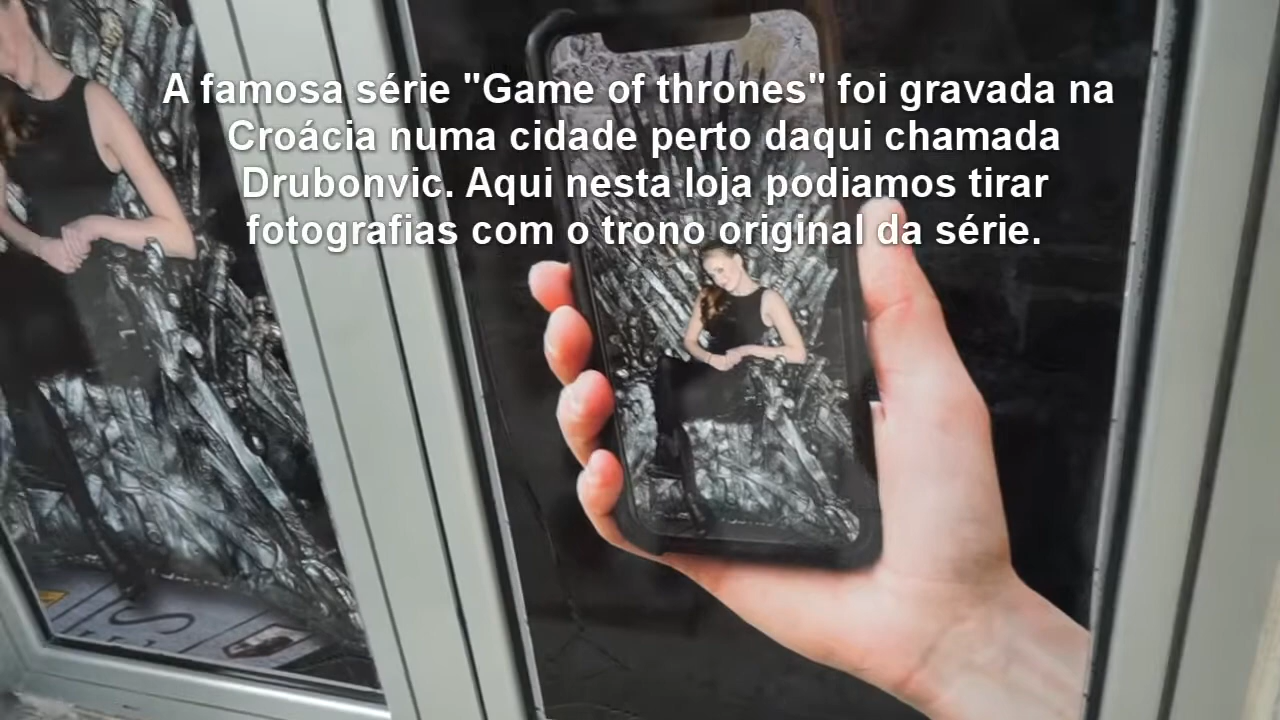 A famosa série "Game of thrones" foi gravada na
Croácia numa cidade perto daqui chamada
Drubonvic. Aqui nesta loja podiamos tirar
fotografias com o trono original da série.